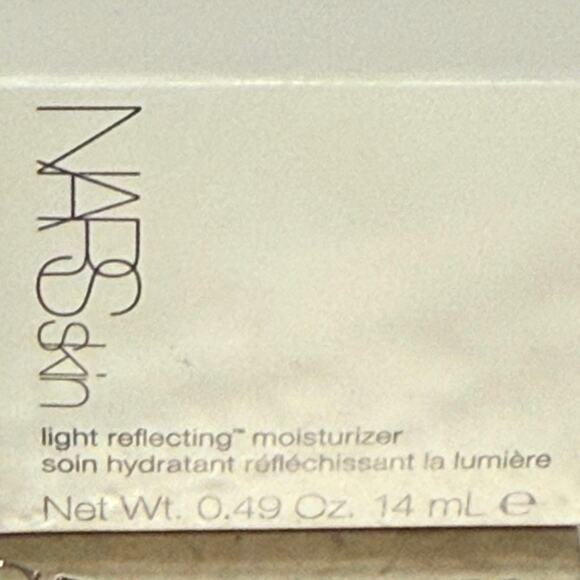 NARSskin
light reflecting™ moisturizer
soin hydratant réfléchissant la lumière
Net Wt. 0.49 Oz. 14 mL ℮